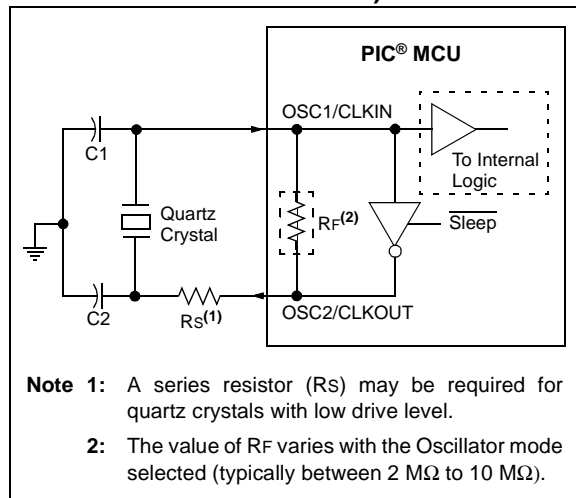 PIC® MCU
OSC1/CLKIN
C1
To Internal
Logic
Quartz
Crystal
RF(2)
Sleep
C2
RS(1)
OSC2/CLKOUT
Note 1: A series resistor (RS) may be required for
quartz crystals with low drive level.
2: The value of RF varies with the Oscillator mode
selected (typically between 2 MΩ to 10 MΩ).